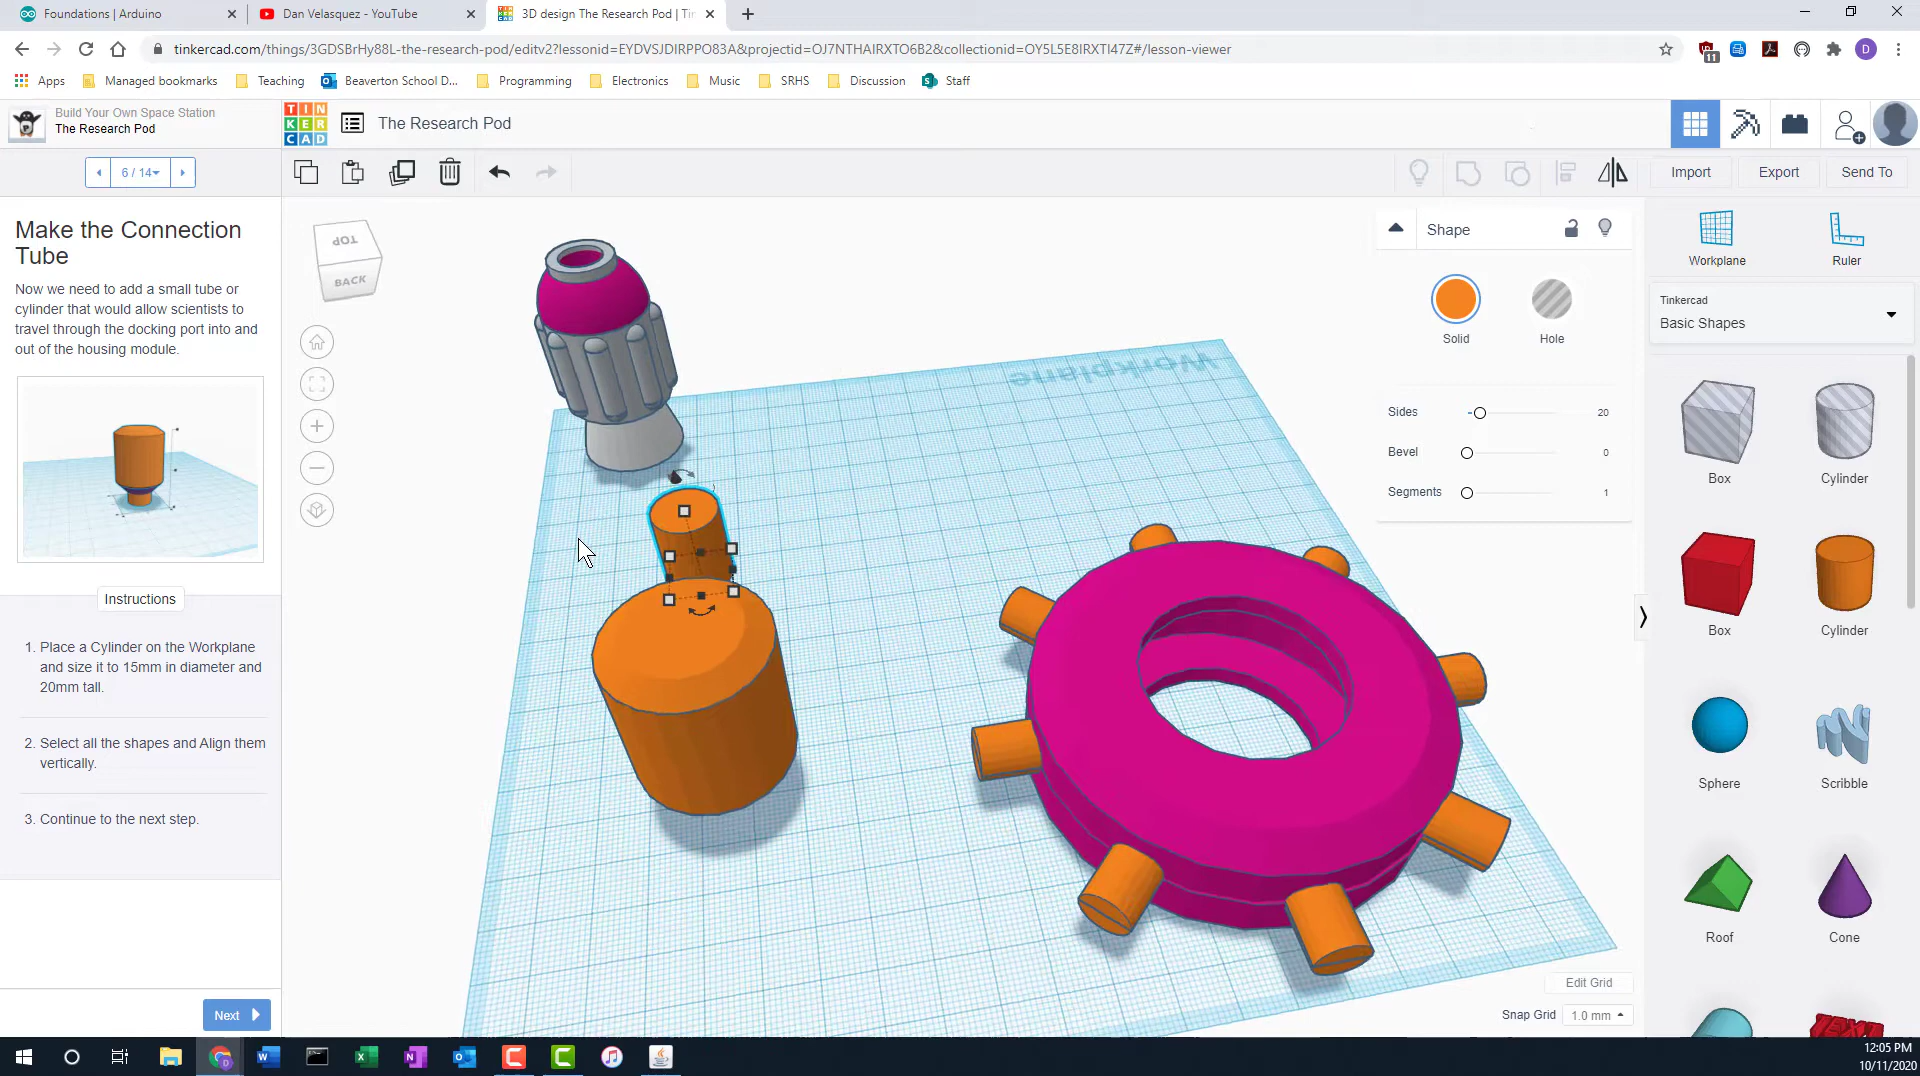 Foundations | Arduino
Dan Velasquez - YouTube
3D design The Research Pod | Tin
tinkercad.com/things/3GDSBrHy88L-the-research-pod/editv2?lessonid=EYDVSJDIRPPO83A&projectid=OJ7NTHAIRXTO6B2&collectionid=OY5L5E8IRXTI47Z#/lesson-viewer
11
D
Apps
Managed bookmarks
Teaching
Beaverton School D...
Programming
Electronics
Music
SRHS
Discussion
Staff
Build Your Own Space Station
The Research Pod
TIN
KER
CAD
The Research Pod
6 / 14
Import
Export
Send To
Make the Connection
Tube
Now we need to add a small tube or
cylinder that would allow scientists to
travel through the docking port into and
out of the housing module.
Instructions
1. Place a Cylinder on the Workplane
and size it to 15mm in diameter and
20mm tall.
2. Select all the shapes and Align them
vertically.
3. Continue to the next step.
Next
TOP
BACK
Workplane
Shape
Solid
Hole
Sides
20
Bevel
0
Segments
1
Workplane
Ruler
Tinkercad
Basic Shapes
Box
Cylinder
Box
Cylinder
Sphere
Scribble
Roof
Cone
Edit Grid
Snap Grid
1.0 mm
12:05 PM
10/11/2020